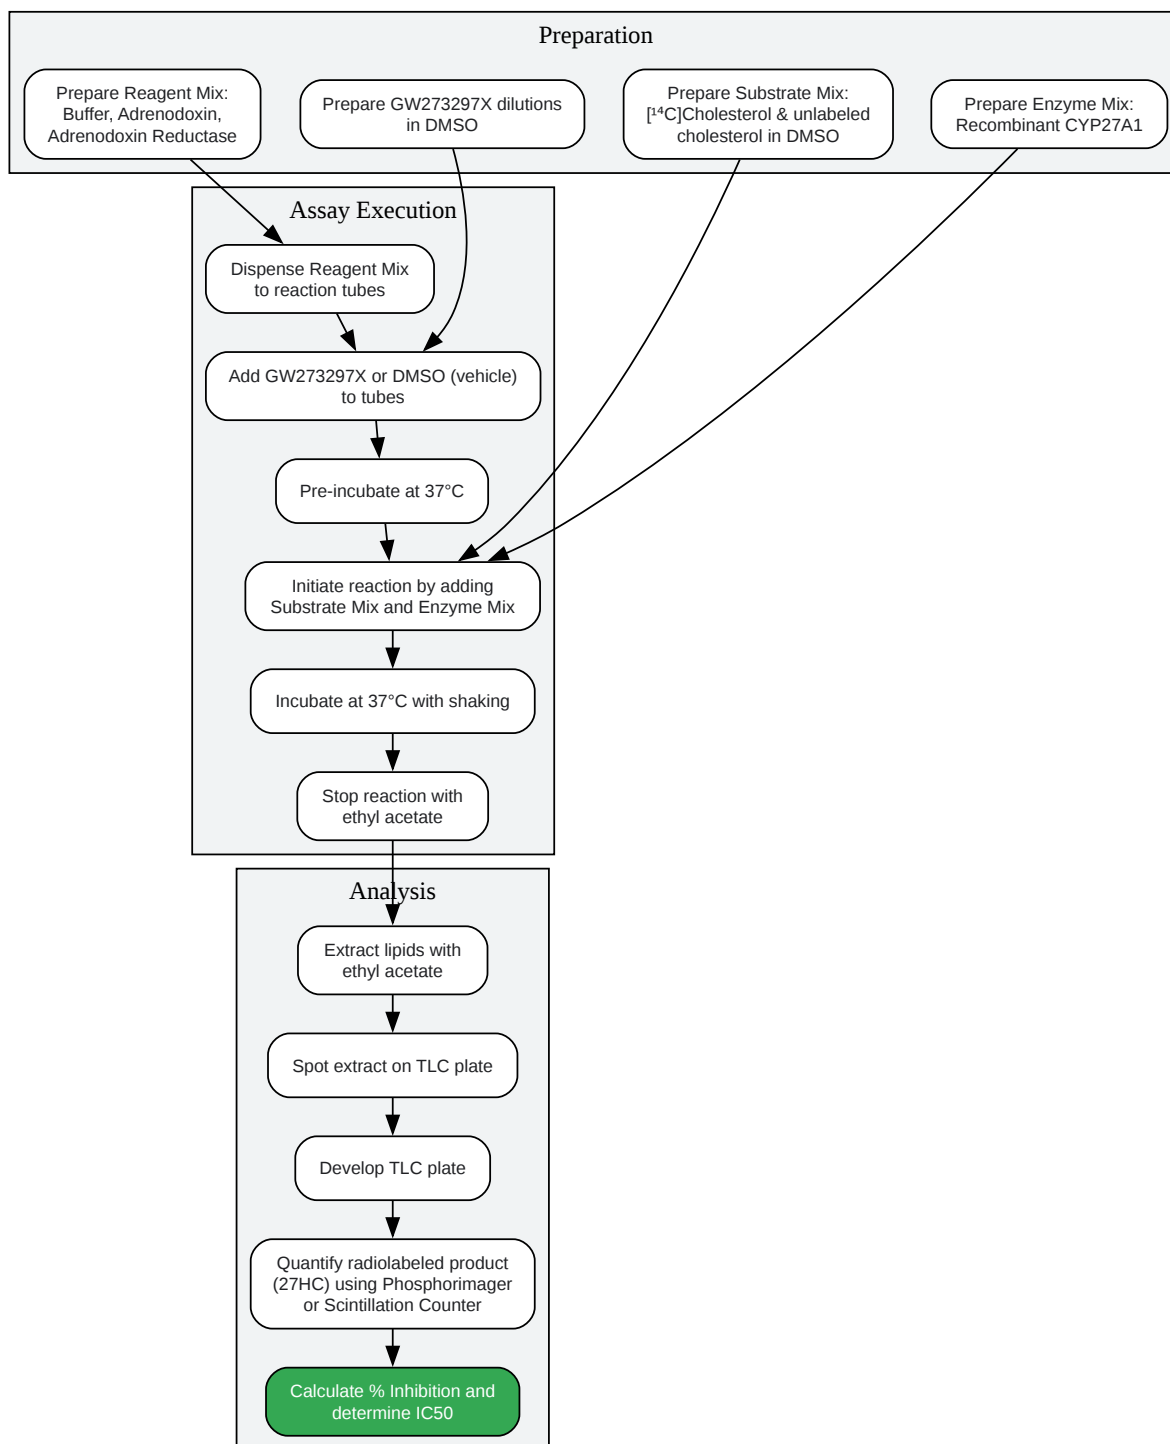 Preparation
Prepare Reagent Mix:
Buffer, Adrenodoxin,
Adrenodoxin Reductase
Prepare GW273297X dilutions
in DMSO
Prepare Substrate Mix:
[¹⁴C]Cholesterol & unlabeled
cholesterol in DMSO
Prepare Enzyme Mix:
Recombinant CYP27A1
Assay Execution
Dispense Reagent Mix
to reaction tubes
Add GW273297X or DMSO (vehicle)
to tubes
Pre-incubate at 37°C
Initiate reaction by adding
Substrate Mix and Enzyme Mix
Incubate at 37°C with shaking
Stop reaction with
ethyl acetate
Analysis
Extract lipids with
ethyl acetate
Spot extract on TLC plate
Develop TLC plate
Quantify radiolabeled product
(27HC) using Phosphorimager
or Scintillation Counter
Calculate % Inhibition and
determine IC50